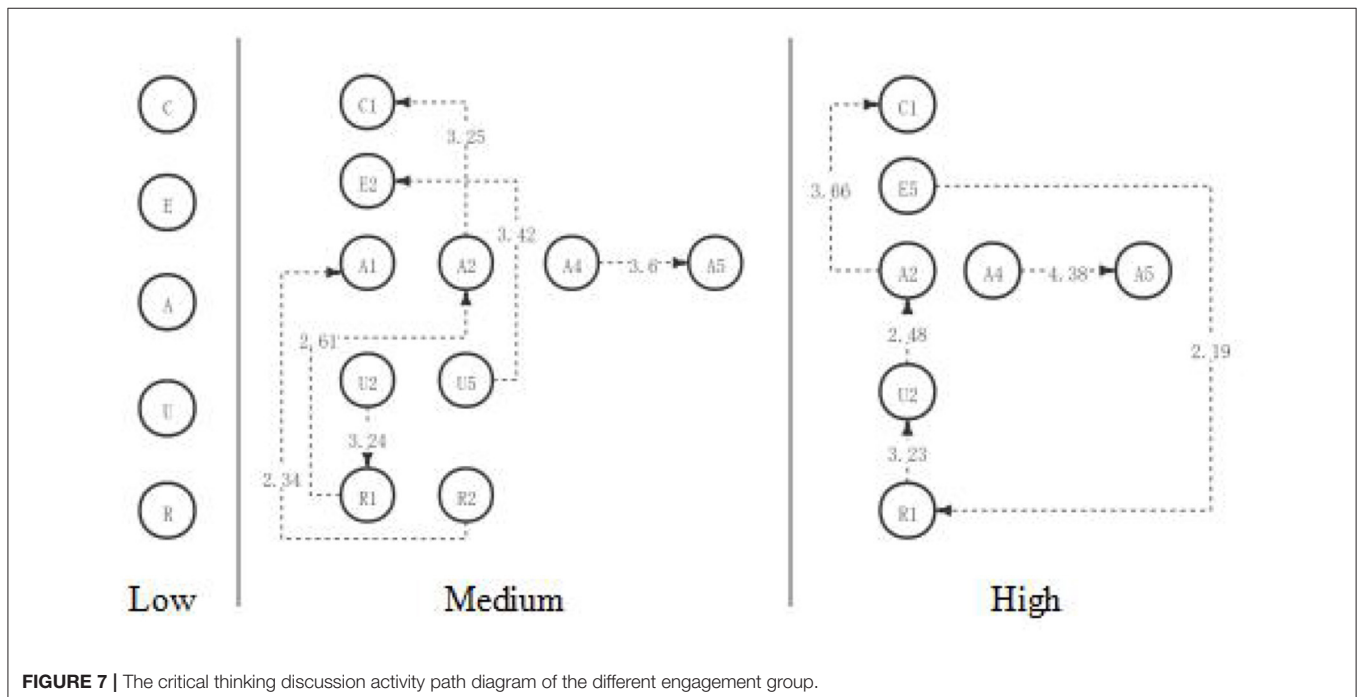 C
E
A
U
R
Low
C1
3.25
E2
3.42
A1
A2
A4
3.6
A5
2.61
U2
U5
3.24
2.34
R1
R2
Medium
C1
3.66
E5
A2
A4
4.38
A5
2.48
2.19
U2
3.23
R1
High
FIGURE 7 | The critical thinking discussion activity path diagram of the different engagement group.